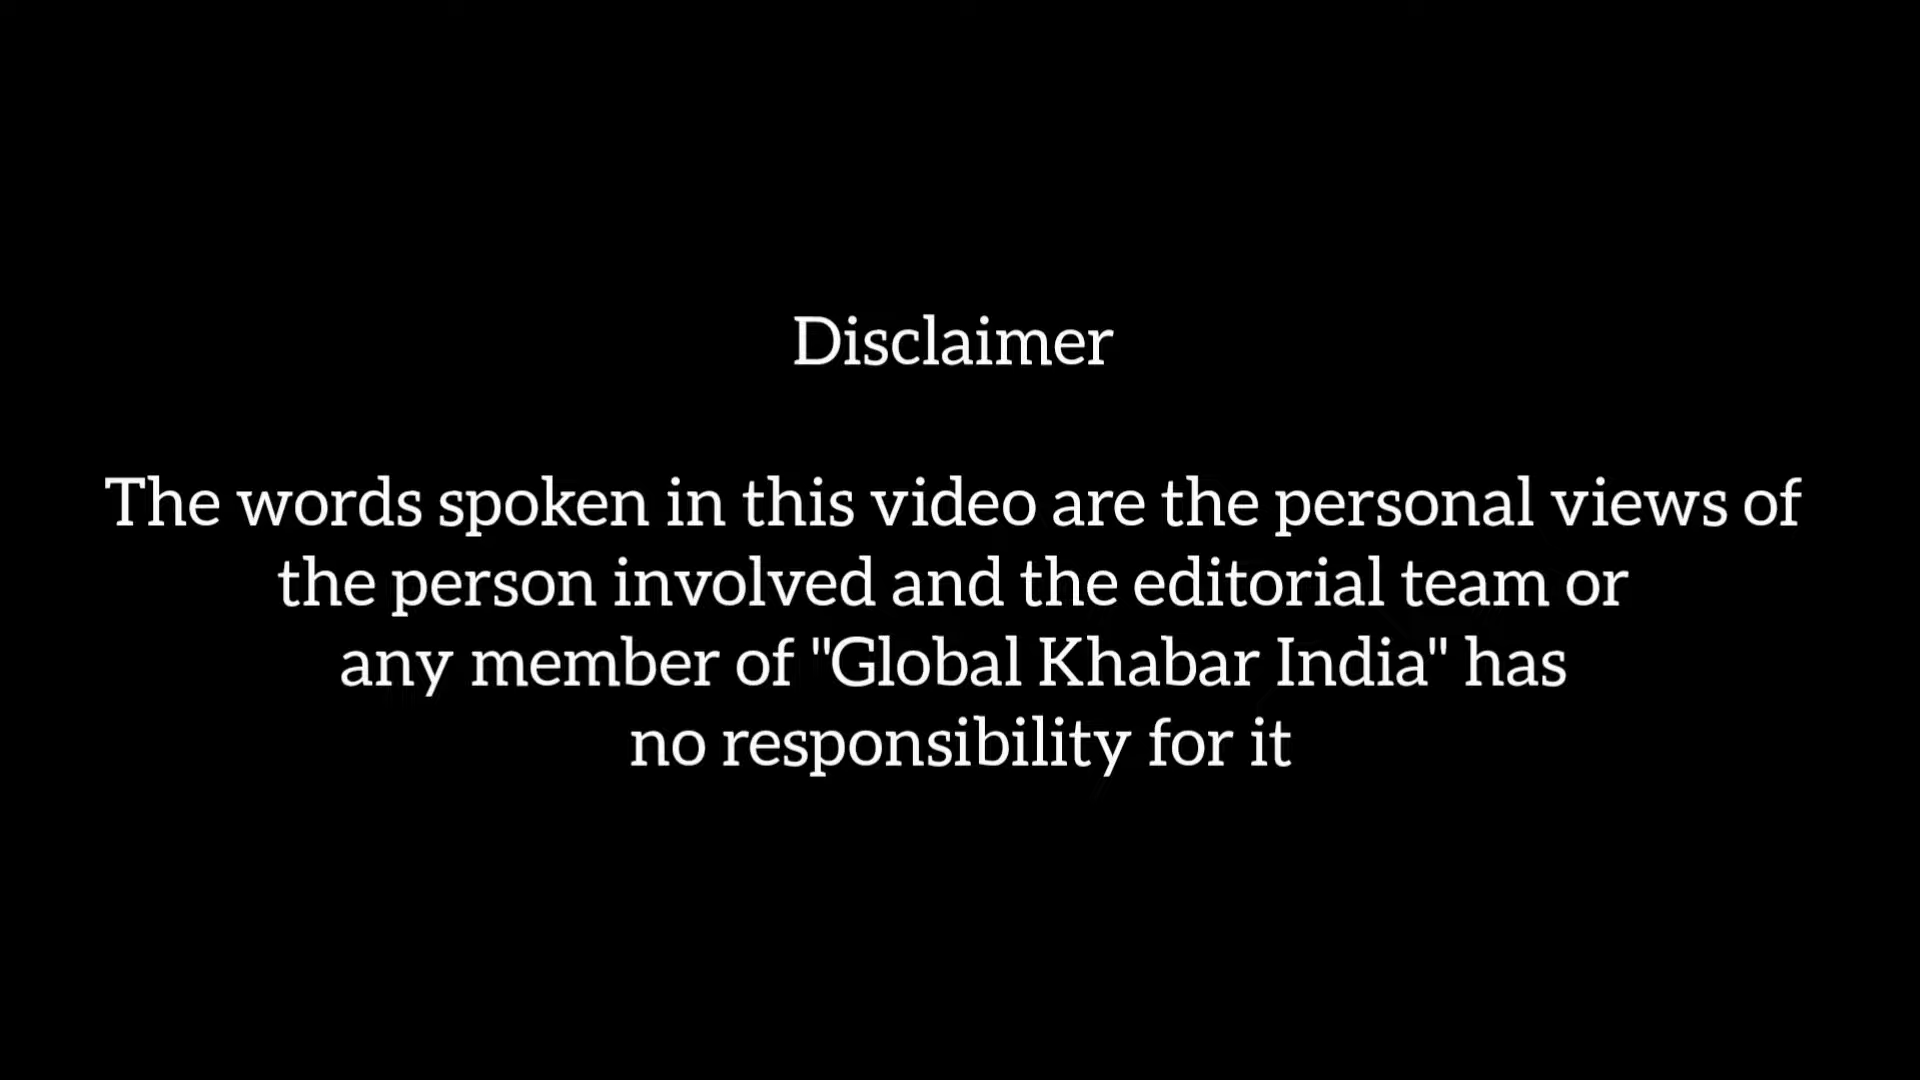 Disclaimer
The words spoken in this video are the personal views of
the person involved and the editorial team or
any member of "Global Khabar India" has
no responsibility for it